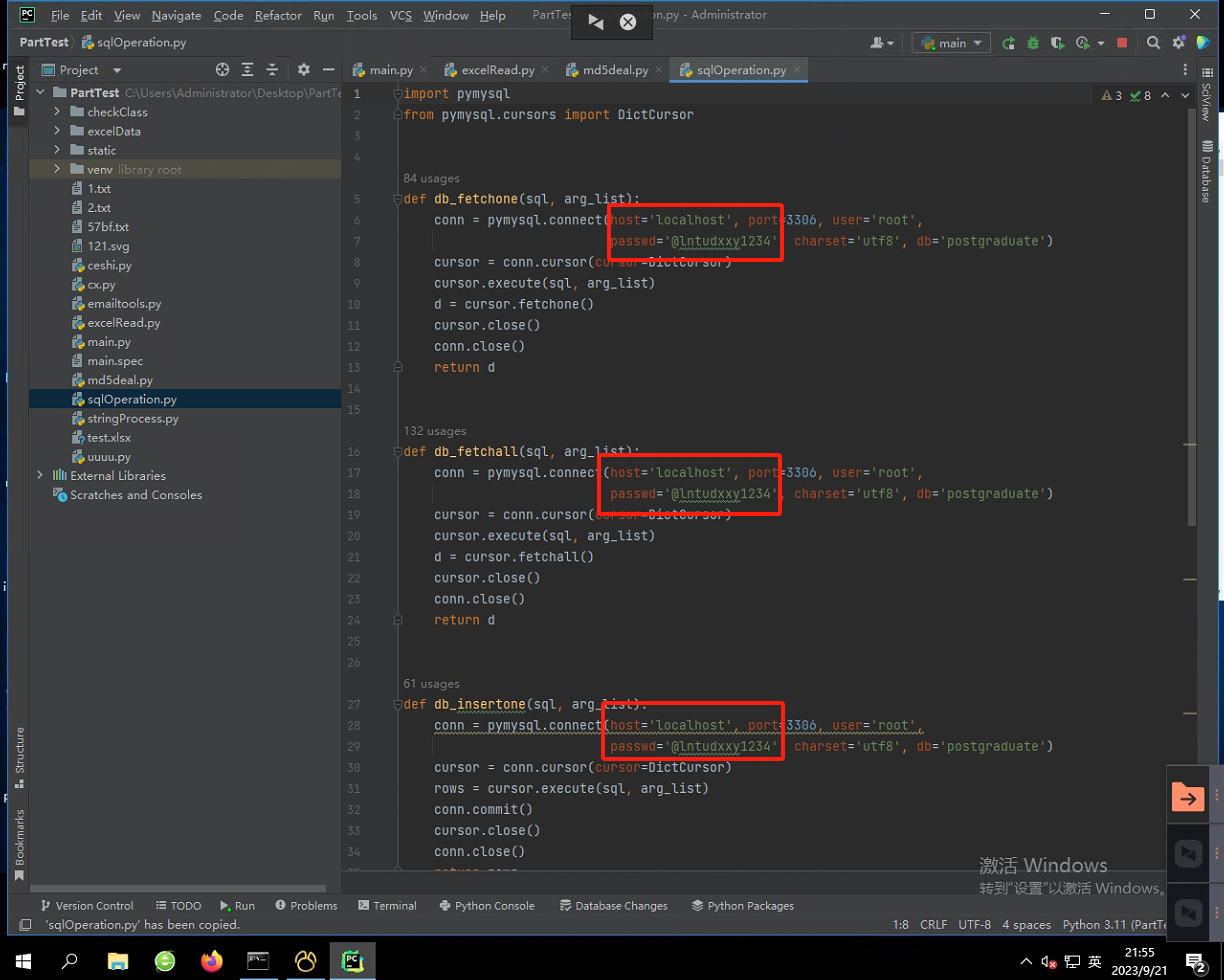 PC File Edit View Navigate Code Refactor Run Tools VCS Window Help PartTest on.py - Administrator
PartTest sqlOperation.py main
Project main.py excelRead.py md5deal.py sqlOperation.py
Project
SciView
Database
Structure
Bookmarks
PartTest C:\Users\Administrator\Desktop\PartTe
checkClass
excelData
static
venv library root
1.txt
2.txt
57bf.txt
121.svg
ceshi.py
cx.py
emailtools.py
excelRead.py
main.py
main.spec
md5deal.py
sqlOperation.py
stringProcess.py
test.xlsx
uuuu.py
External Libraries
Scratches and Consoles
3 8
1 import pymysql
2 from pymysql.cursors import DictCursor
3
4
84 usages
5 def db_fetchone(sql, arg_list):
6 conn = pymysql.connect(host='localhost', port=3306, user='root',
7 passwd='@lntudxxy1234' charset='utf8', db='postgraduate')
8 cursor = conn.cursor(cursor=DictCursor)
9 cursor.execute(sql, arg_list)
10 d = cursor.fetchone()
11 cursor.close()
12 conn.close()
13 return d
14
15
132 usages
16 def db_fetchall(sql, arg_list):
17 conn = pymysql.connect(host='localhost', port=3306, user='root',
18 passwd='@lntudxxy1234', charset='utf8', db='postgraduate')
19 cursor = conn.cursor(cursor=DictCursor)
20 cursor.execute(sql, arg_list)
21 d = cursor.fetchall()
22 cursor.close()
23 conn.close()
24 return d
25
26
61 usages
27 def db_insertone(sql, arg_list):
28 conn = pymysql.connect(host='localhost', port=3306, user='root',
29 passwd='@lntudxxy1234' charset='utf8', db='postgraduate')
30 cursor = conn.cursor(cursor=DictCursor)
31 rows = cursor.execute(sql, arg_list)
32 conn.commit()
33 cursor.close()
34 conn.close()
激活 Windows
转到“设置”以激活 Windows。
Version Control TODO Run Problems Terminal Python Console Database Changes Python Packages
'sqlOperation.py' has been copied. 1:8 CRLF UTF-8 4 spaces Python 3.11 (PartTe
PC 英 21:55
2023/9/21 2